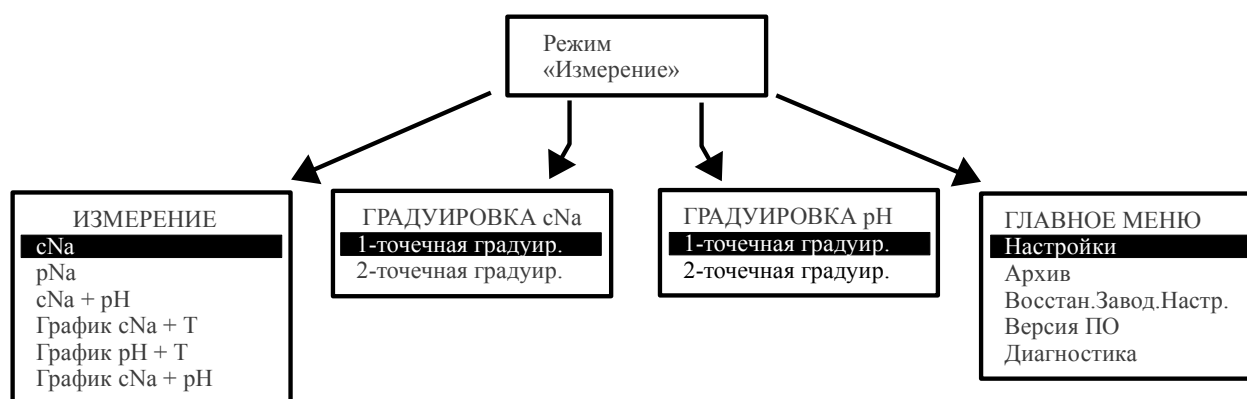 Режим
«Измерение»
ИЗМЕРЕНИЕ
cNa
pNa
cNa + pH
График cNa + T
График pH + T
График cNa + pH
ГРАДУИРОВКА cNa
1-точечная градуир.
2-точечная градуир.
ГРАДУИРОВКА pH
1-точечная градуир.
2-точечная градуир.
ГЛАВНОЕ МЕНЮ
Настройки
Архив
Восстан.Завод.Настр.
Версия ПО
Диагностика